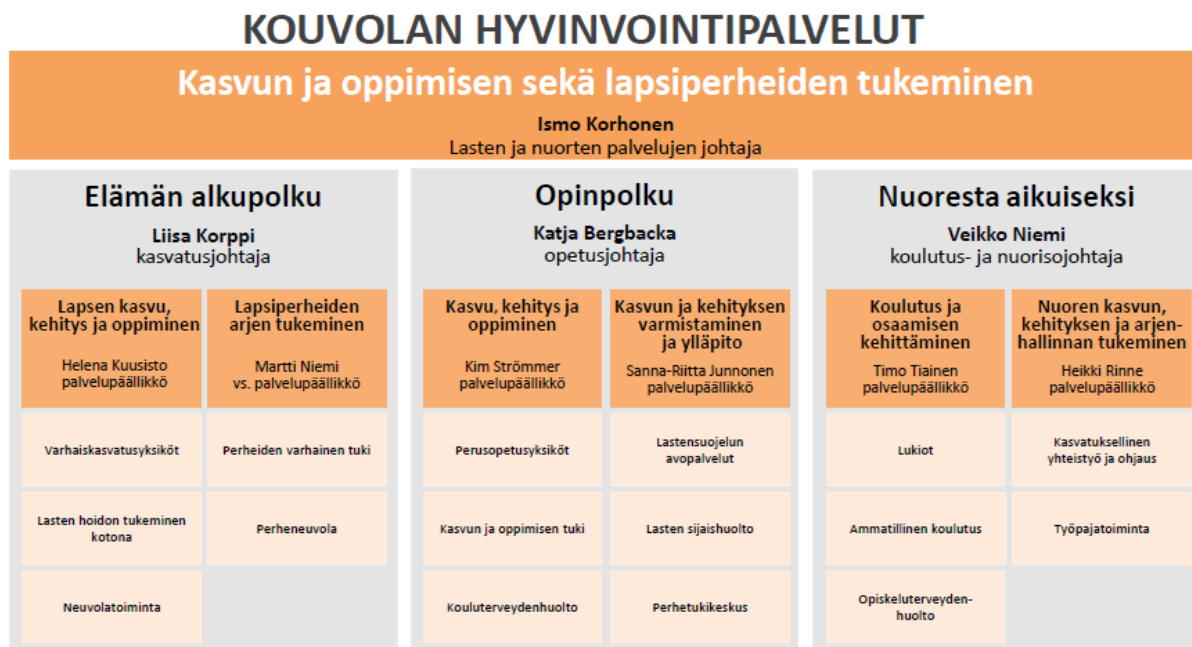 KOUVOLAN HYVINVOINTIPALVELUT
Kasvun ja oppimisen sekä lapsiperheiden tukeminen
Ismo Korhonen
Lasten ja nuorten palvelujen johtaja
Elämän alkupolku
Liisa Korppi
kasvatusjohtaja
Lapsen kasvu,
kehitys ja oppiminen
Helena Kuusisto
palvelupäällikkö
Varhaiskasvatusyksiköt
Lasten hoidon tukeminen
kotona
Neuvolatoiminta
Lapsiperheiden
arjen tukeminen
Martti Niemi
vs. palvelupäällikkö
Perheiden varhainen tuki
Perheneuvola
Opinpolku
Katja Bergbacka
opetusjohtaja
Kasvu, kehitys ja
oppiminen
Kim Strömmer
palvelupäällikkö
Perusopetusyksiköt
Kasvun ja oppimisen tuki
Kouluterveydenhuolto
Kasvun ja kehityksen
varmistaminen
ja ylläpito
Sanna-Riitta Junnonen
palvelupäällikkö
Lastensuojelun
avopalvelut
Lasten sijaishuolto
Perhetukikeskus
Nuoresta aikuiseksi
Veikko Niemi
koulutus- ja nuorisojohtaja
Koulutus ja
osaamisen
kehittäminen
Timo Tiainen
palvelupäällikkö
Lukiot
Ammatillinen koulutus
Opiskeluterveyden-
huolto
Nuoren kasvun,
kehityksen ja arjen-
hallinnan tukeminen
Heikki Rinne
palvelupäällikkö
Kasvatuksellinen
yhteistyö ja ohjaus
Työpajatoiminta